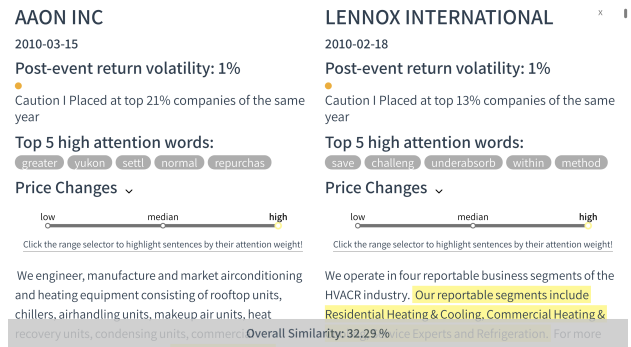 AAON INC
2010-03-15
Post-event return volatility: 1%
Caution I Placed at top 21% companies of the same
year
Top 5 high attention words:
greater yukon settl normal repurchas
Price Changes
low median high
Click the range selector to highlight sentences by their attention weight!
We engineer, manufacture and market airconditioning
and heating equipment consisting of rooftop units,
chillers, airhandling units, makeup air units, heat
recovery units, condensing units, commercial
LENNOX INTERNATIONAL
x
2010-02-18
Post-event return volatility: 1%
Caution I Placed at top 13% companies of the same
year
Top 5 high attention words:
save challeng underabsorb within method
Price Changes
low median high
Click the range selector to highlight sentences by their attention weight!
We operate in four reportable business segments of the
HVACR industry. Our reportable segments include
Residential Heating & Cooling, Commercial Heating &
Service Experts and Refrigeration. For more
Overall Similarity: 32.29 %